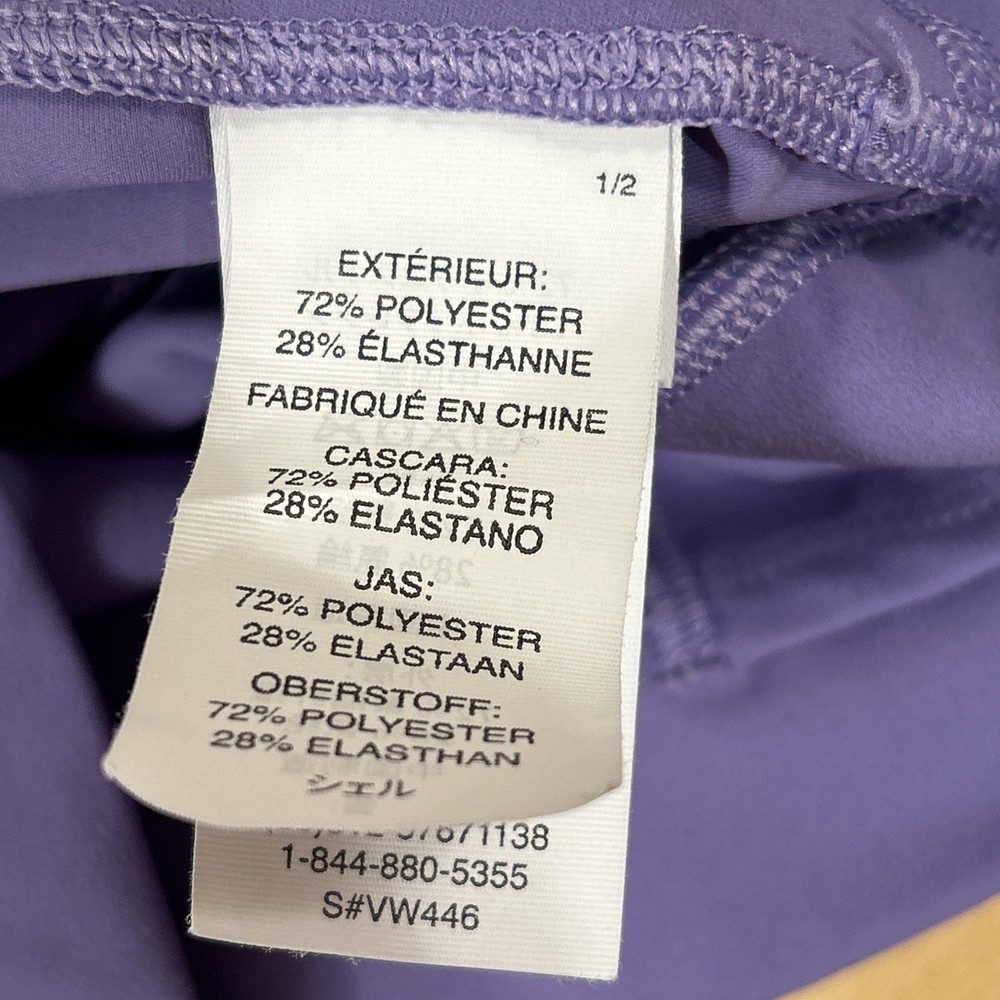 1/2
EXTÉRIEUR:
72% POLYESTER
28% ÉLASTHANNE
FABRIQUÉ EN CHINE
CASCARA:
72% POLIÉSTER
28% ELASTANO
JAS:
72% POLYESTER
28% ELASTAAN
OBERSTOFF:
72% POLYESTER
28% ELASTHAN
シェル
1-844-880-5355
S#VW446